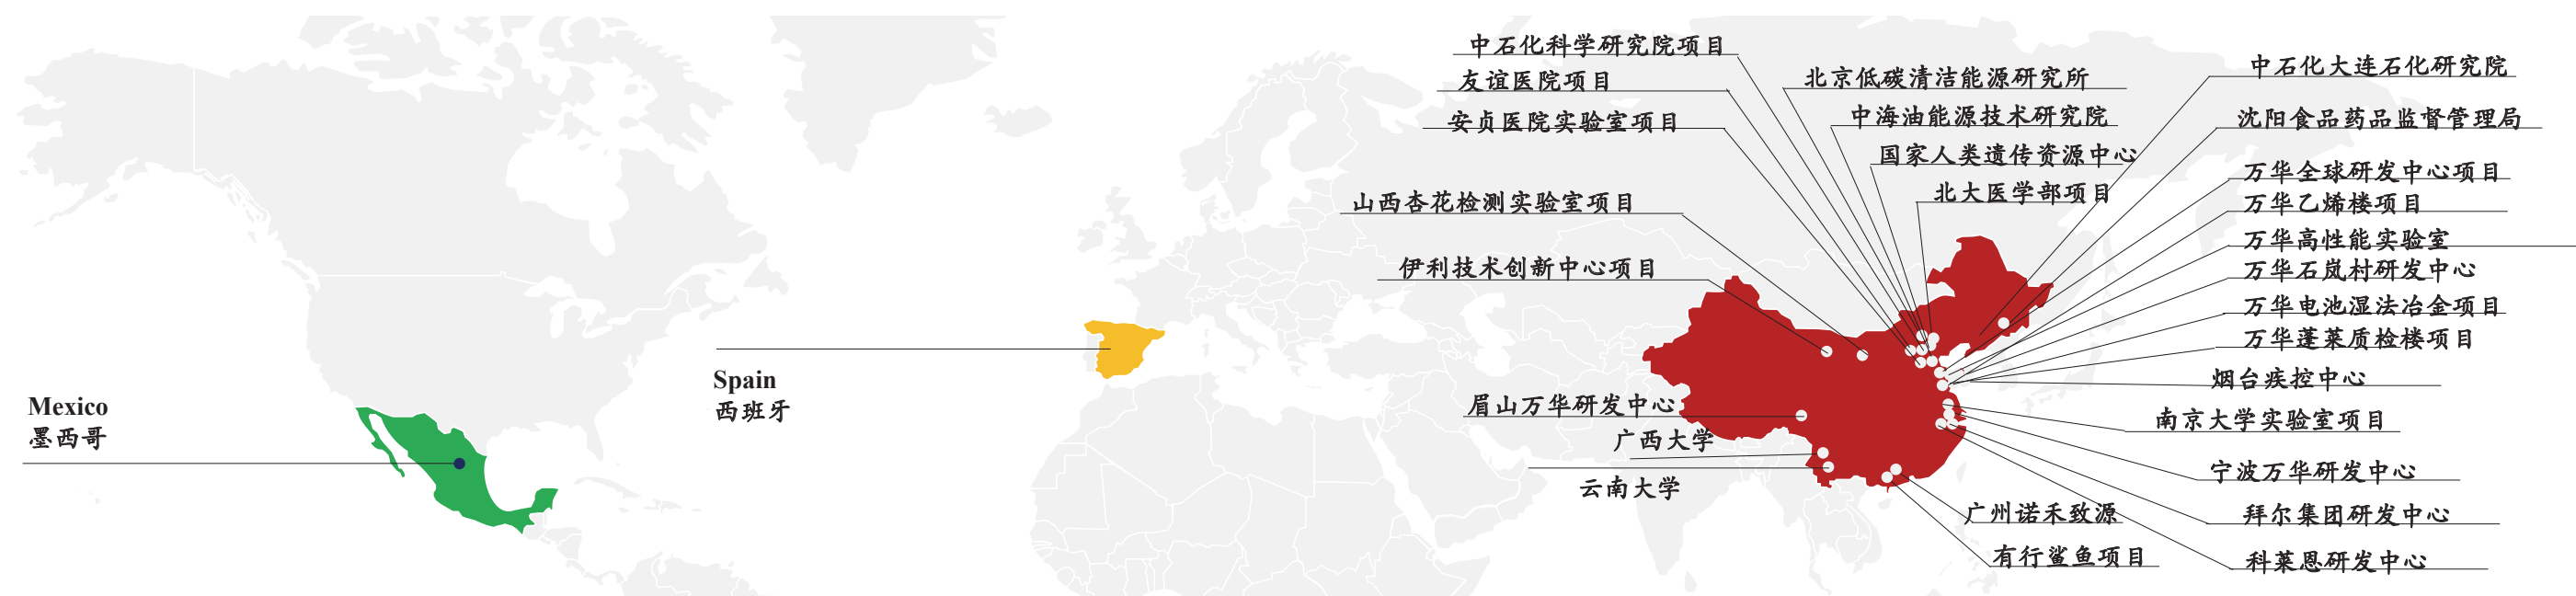 Mexico
墨西哥
Spain
西班牙
中石化科学研究院项目
友谊医院项目
安贞医院实验室项目
山西杏花检测实验室项目
伊利技术创新中心项目
眉山万华研发中心
广西大学
云南大学
北京低碳清洁能源研究所
中海油能源技术研究院
国家人类遗传资源中心
北大医学部项目
中石化大连石化研究院
沈阳食品药品监督管理局
万华全球研发中心项目
万华乙烯楼项目
万华高性能实验室
万华石岚村研发中心
万华电池湿法冶金项目
万华蓬莱质检楼项目
烟台疾控中心
南京大学实验室项目
宁波万华研发中心
拜尔集团研发中心
科莱恩研发中心
广州诺禾致源
有行鲨鱼项目